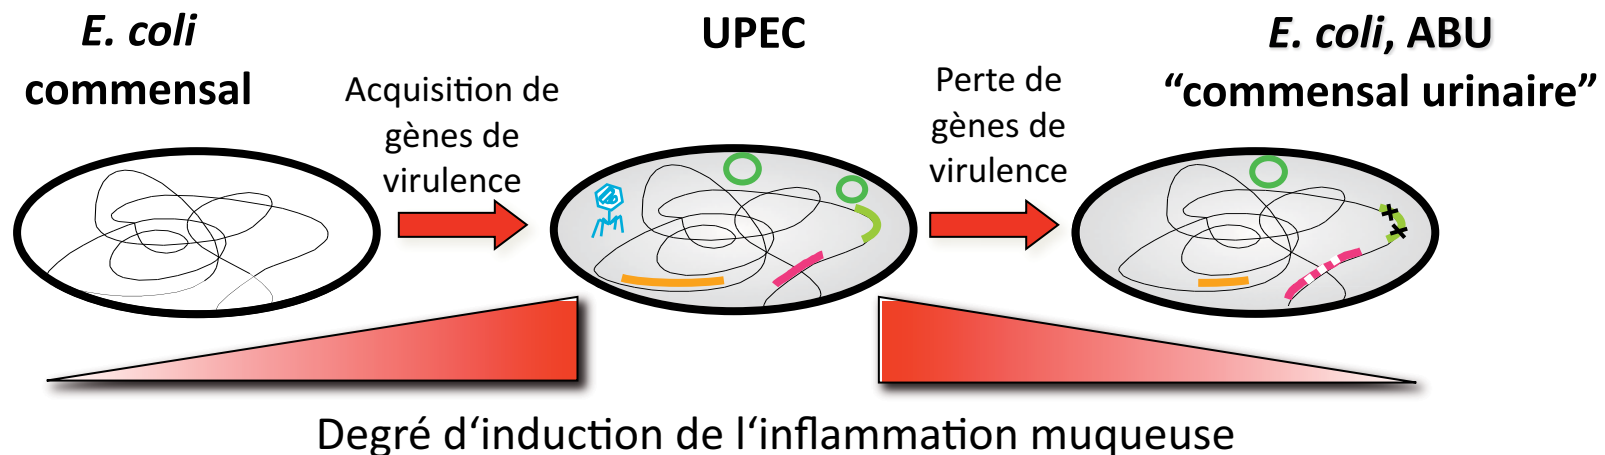 E. coli
commensal
Acquisition de
gènes de
virulence
UPEC
Perte de
gènes de
virulence
E. coli, ABU
“commensal urinaire”
Degré d‘induction de l‘inflammation muqueuse